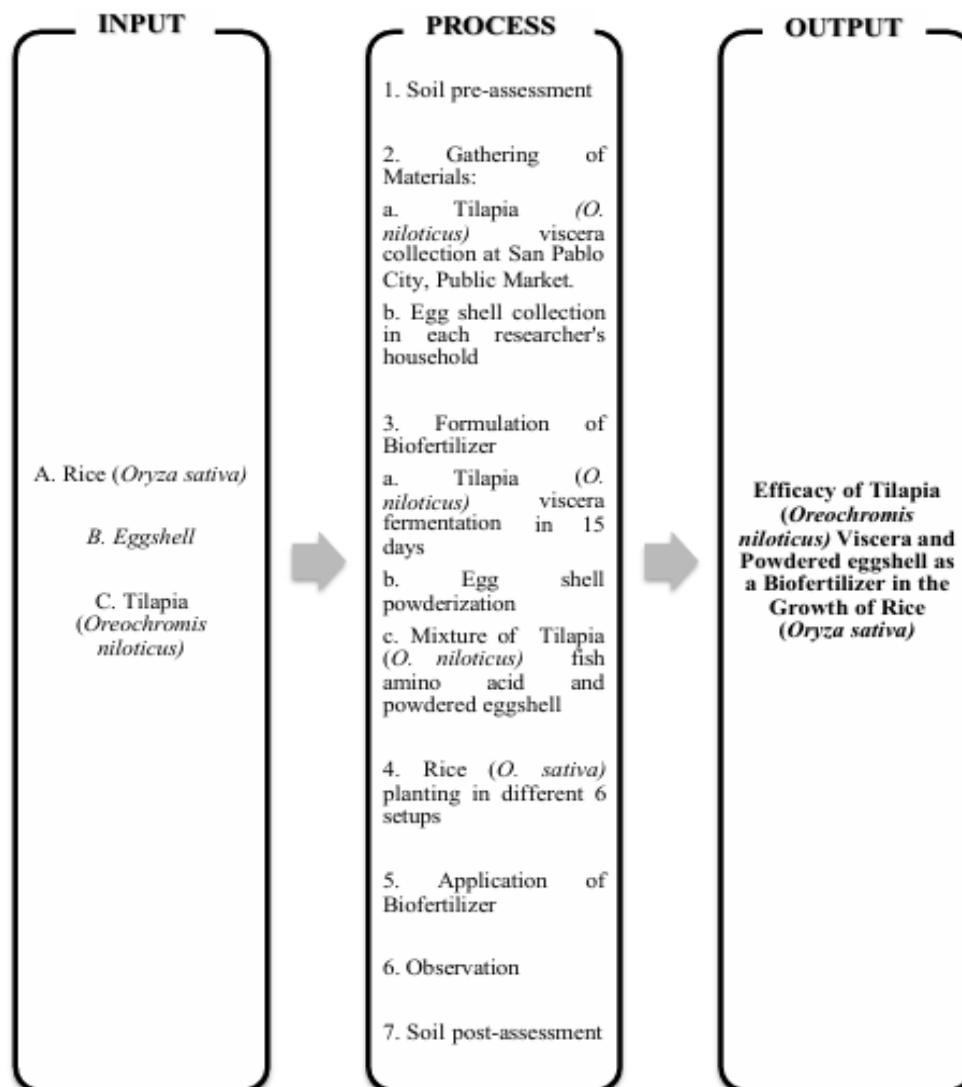 INPUT
A. Rice (Oryza sativa)
B. Eggshell
C. Tilapia
(Oreochromis
niloticus)
PROCESS
1. Soil pre-assessment
2. Gathering of
Materials:
a. Tilapia (O.
niloticus) viscera
collection at San Pablo
City, Public Market.
b. Egg shell collection
in each researcher's
household
3. Formulation of
Biofertilizer
a. Tilapia (O.
niloticus) viscera
fermentation in 15
days
b. Egg shell
powderization
c. Mixture of Tilapia
(O. niloticus) fish
amino acid and
powdered eggshell
4. Rice (O. sativa)
planting in different 6
setups
5. Application of
Biofertilizer
6. Observation
7. Soil post-assessment
OUTPUT
Efficacy of Tilapia
(Oreochromis
niloticus) Viscera and
Powdered eggshell as
a Biofertilizer in the
Growth of Rice
(Oryza sativa)